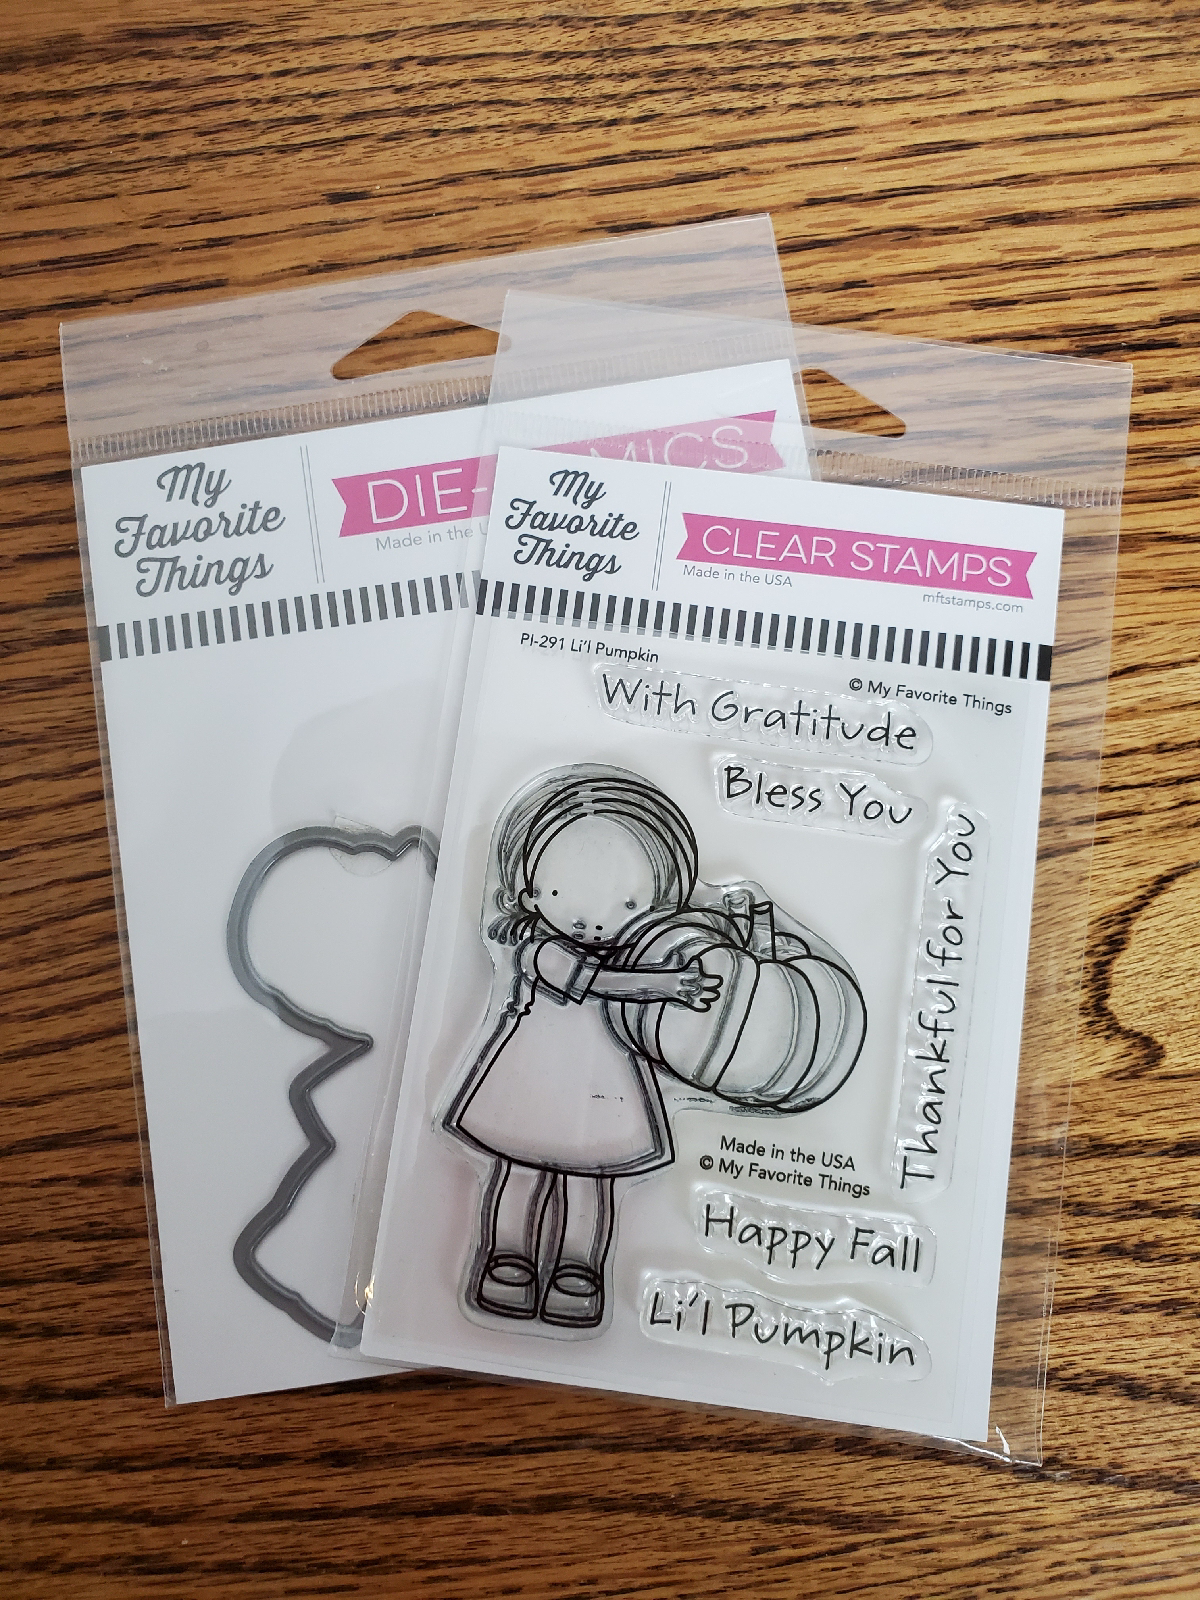 My
Favorite
Things
DIE-
MICS
Made in the
My
Favorite
Things
CLEAR STAMPS
Made in the USA
mftstamps.com
PI-291 Li'l Pumpkin
© My Favorite Things
With Gratitude
Bless You
Thankful for You
Made in the USA
© My Favorite Things
Happy Fall
Li'l Pumpkin